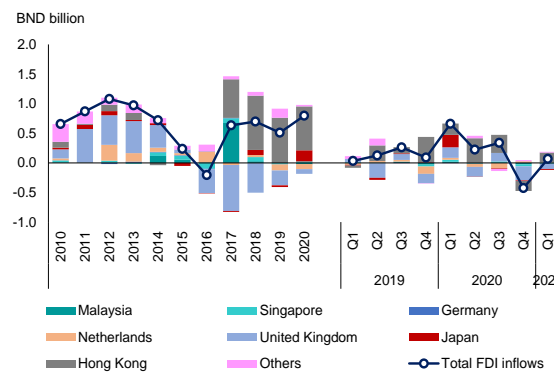 BND billion
2.0
1.5
1.0
0.5
0.0
-0.5
-1.0
2010 2011 2012 2013 2014 2015 2016 2017 2018 2019 2020 Q1 Q2 Q3 Q4 Q1 Q2 Q3 Q4 Q1
2019 2020 202
Malaysia Singapore Germany
Netherlands United Kingdom Japan
Hong Kong Others Total FDI inflows